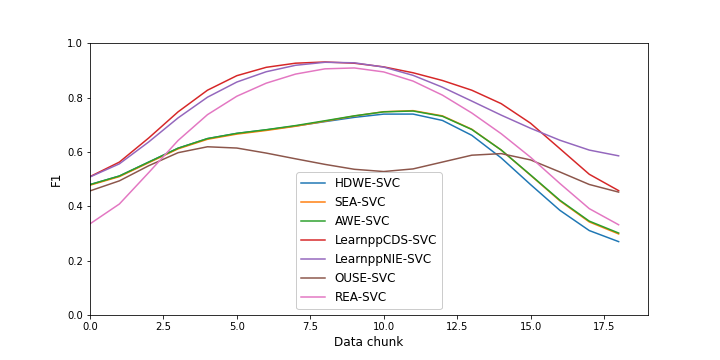 1.0
0.8
0.6
0.4
0.2
0.0
F1
HDWE-SVC
SEA-SVC
AWE-SVC
LearnppCDS-SVC
LearnppNIE-SVC
OUSE-SVC
REA-SVC
0.0 2.5 5.0 7.5 10.0 12.5 15.0 17.5
Data chunk